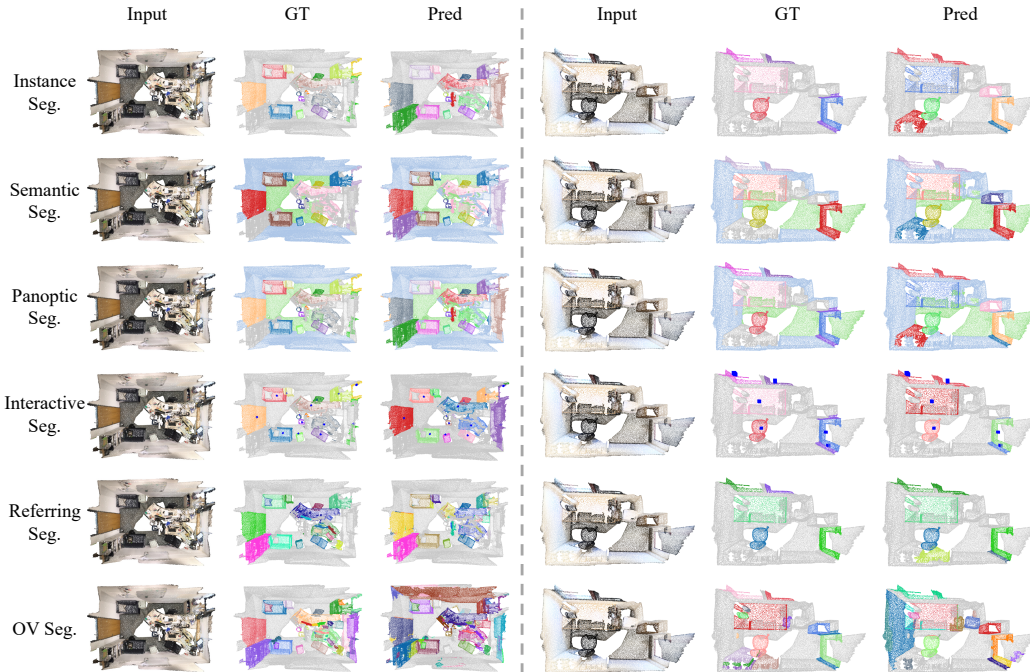 Input GT Pred Input GT Pred
Instance
Seg.
Semantic
Seg.
Panoptic
Seg.
Interactive
Seg.
Referring
Seg.
OV Seg.